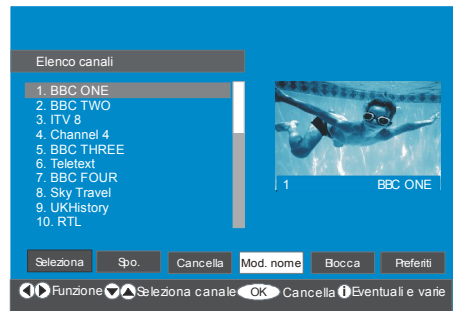 Elenco canali
1. BBC ONE
2. BBC TWO
3. ITV 8
4. Channel 4
5. BBC THREE
6. Teletext
7. BBC FOUR
8. Sky Travel
9. UKHistory
10. RTL
1 BBC ONE
Seleziona Spo. Cancella Mod. nome Blocca Preferiti
Funzione Seleziona canale OK Cancella i Eventuali e varie